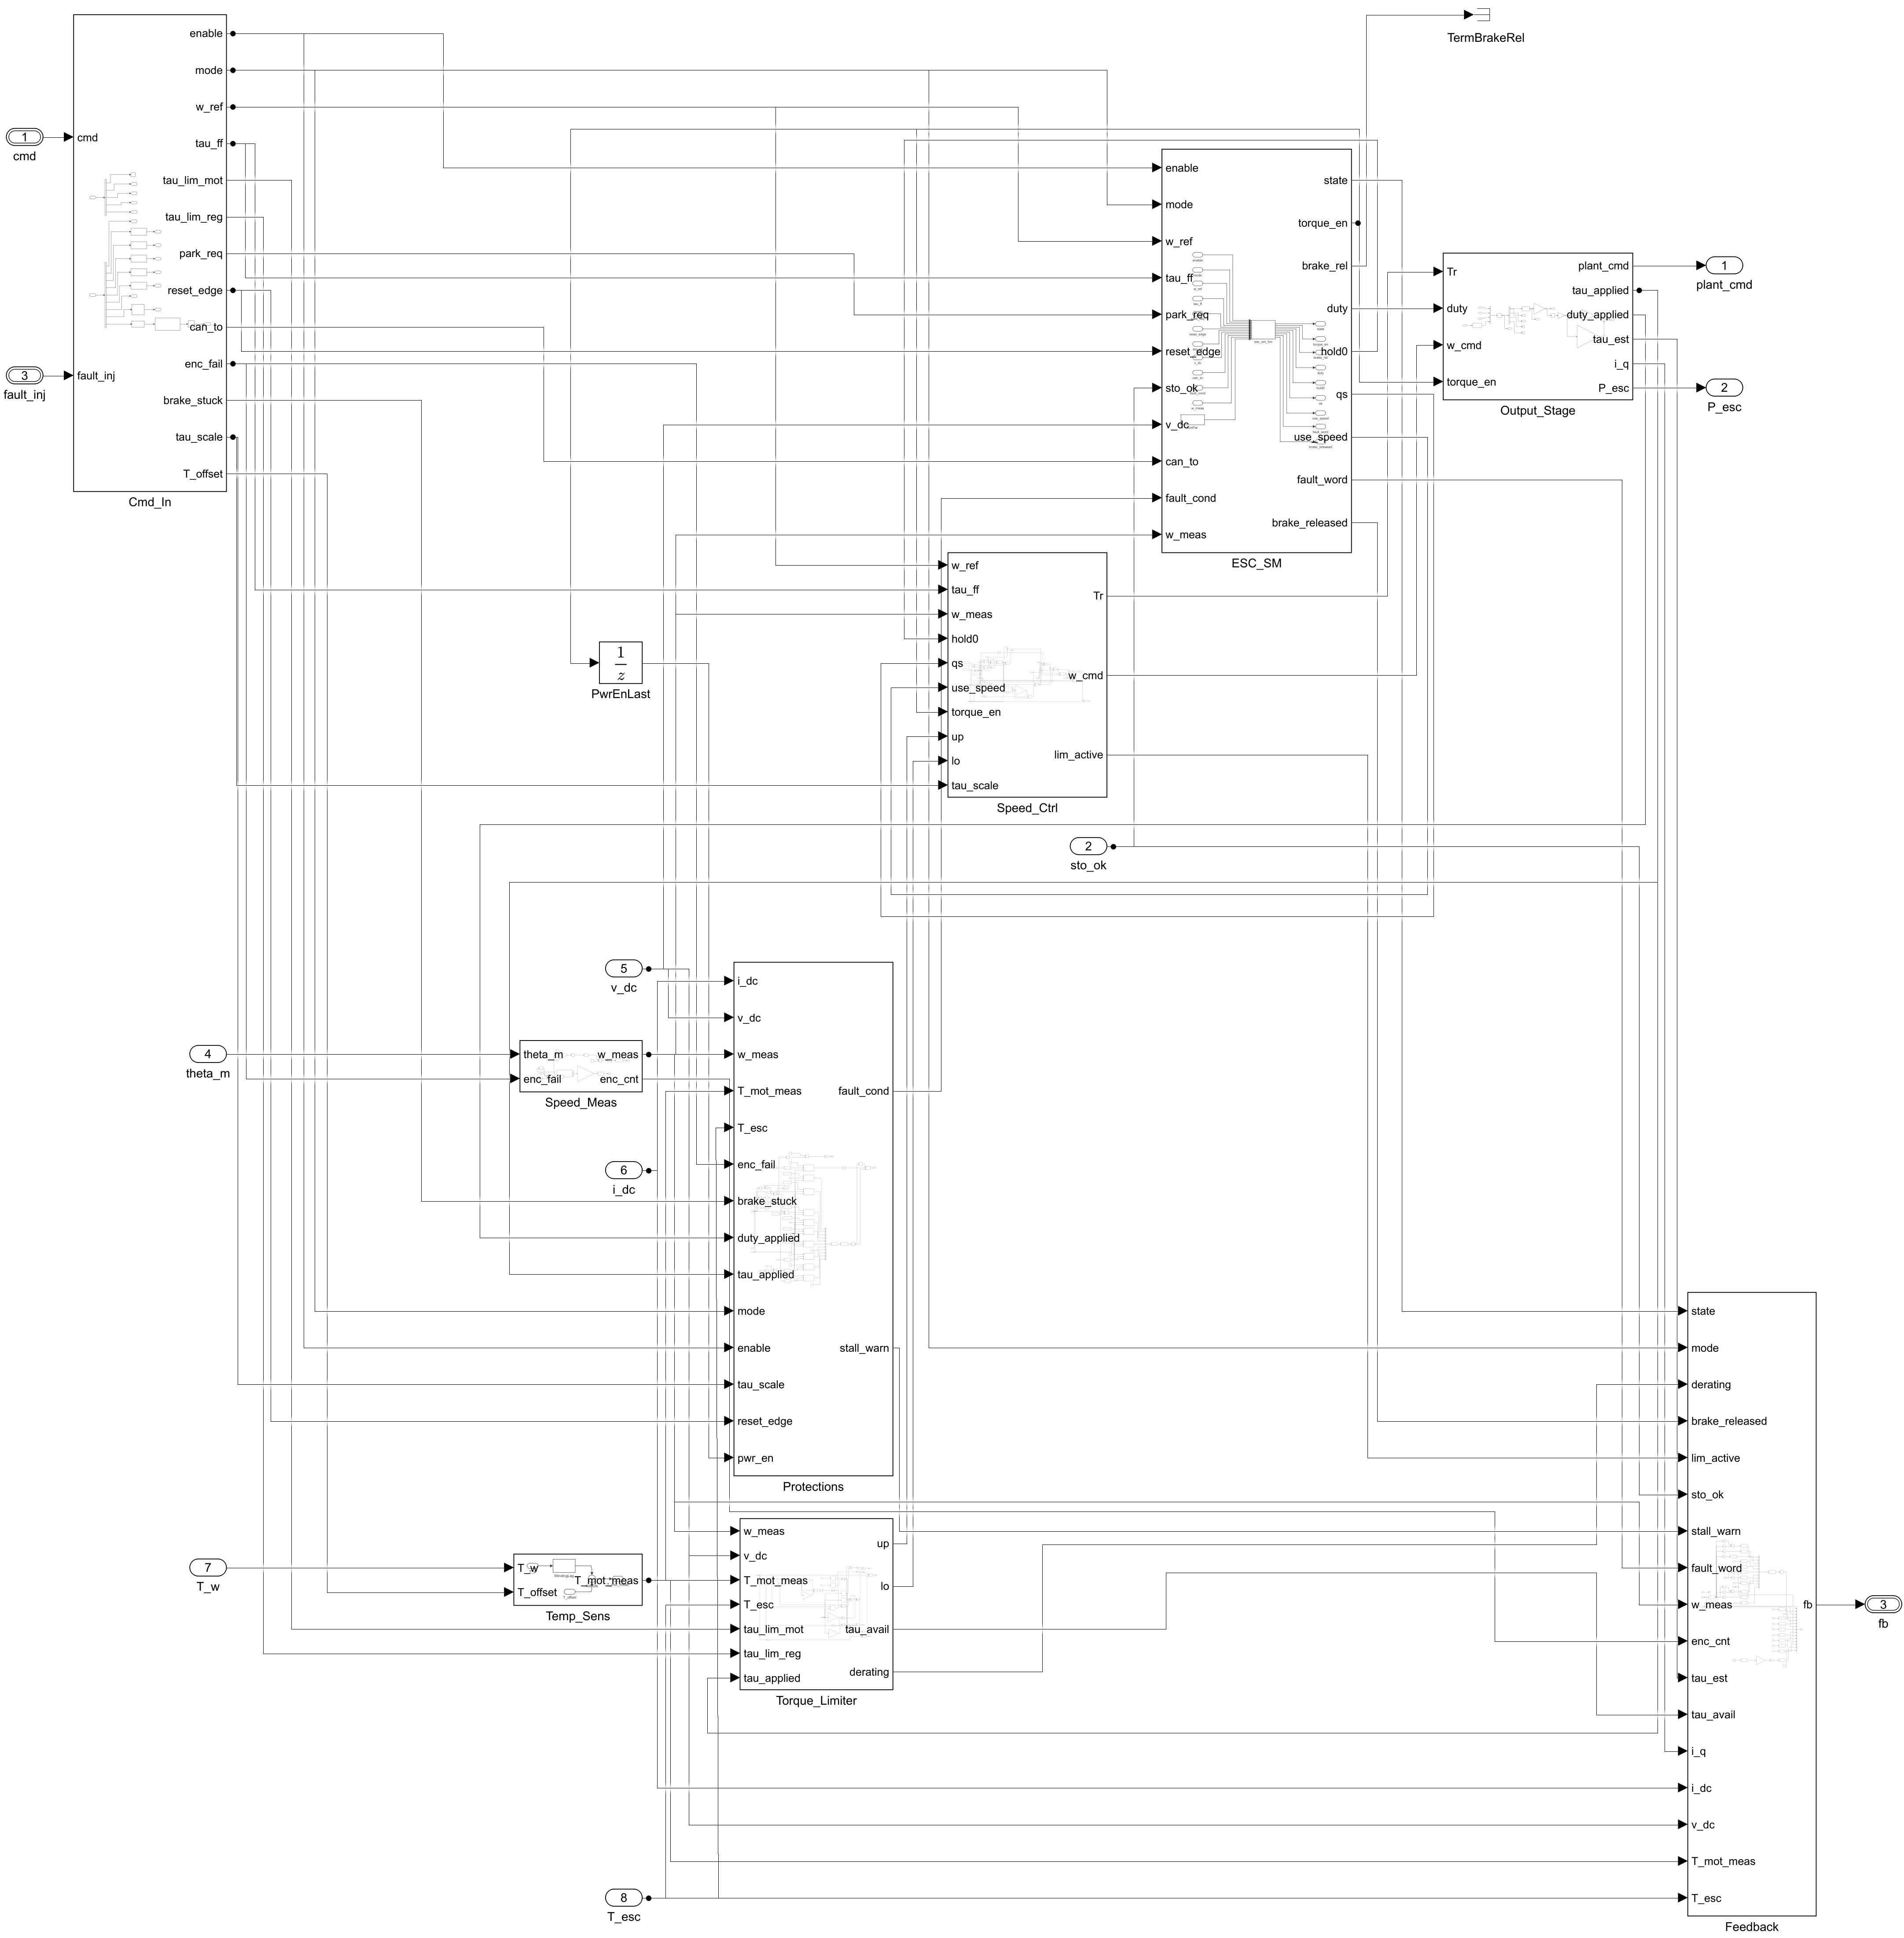 1
cmd
3
fault_inj
cmd
fault_inj
enable
mode
w_ref
tau_ff
tau_lim_mot
tau_lim_reg
park_req
reset_edge
can_to
enc_fail
brake_stuck
tau_scale
T_offset
Cmd_In
TermBrakeRel
enable
mode
w_ref
tau_ff
park_req
reset_edge
sto_ok
v_dc
can_to
fault_cond
w_meas
state
torque_en
brake_rel
duty
hold0
qs
use_speed
fault_word
brake_released
ESC_SM
Tr
duty
w_cmd
torque_en
plant_cmd
tau_applied
duty_applied
tau_est
i_q
P_esc
Output_Stage
1
plant_cmd
2
P_esc
1
z
PwrEnLast
w_ref
tau_ff
w_meas
hold0
qs
use_speed
torque_en
up
lo
tau_scale
Tr
w_cmd
lim_active
Speed_Ctrl
2
sto_ok
5
v_dc
4
theta_m
theta_m
enc_fail
w_meas
enc_cnt
Speed_Meas
6
i_dc
i_dc
v_dc
w_meas
T_mot_meas
T_esc
enc_fail
brake_stuck
duty_applied
tau_applied
mode
enable
tau_scale
reset_edge
pwr_en
fault_cond
stall_warn
Protections
7
T_w
T_w
T_offset
T_mot_meas
Temp_Sens
w_meas
v_dc
T_mot_meas
T_esc
tau_lim_mot
tau_lim_reg
tau_applied
up
lo
tau_avail
derating
Torque_Limiter
8
T_esc
state
mode
derating
brake_released
lim_active
sto_ok
stall_warn
fault_word
w_meas
enc_cnt
tau_est
tau_avail
i_q
i_dc
v_dc
T_mot_meas
T_esc
fb
Feedback
3
fb